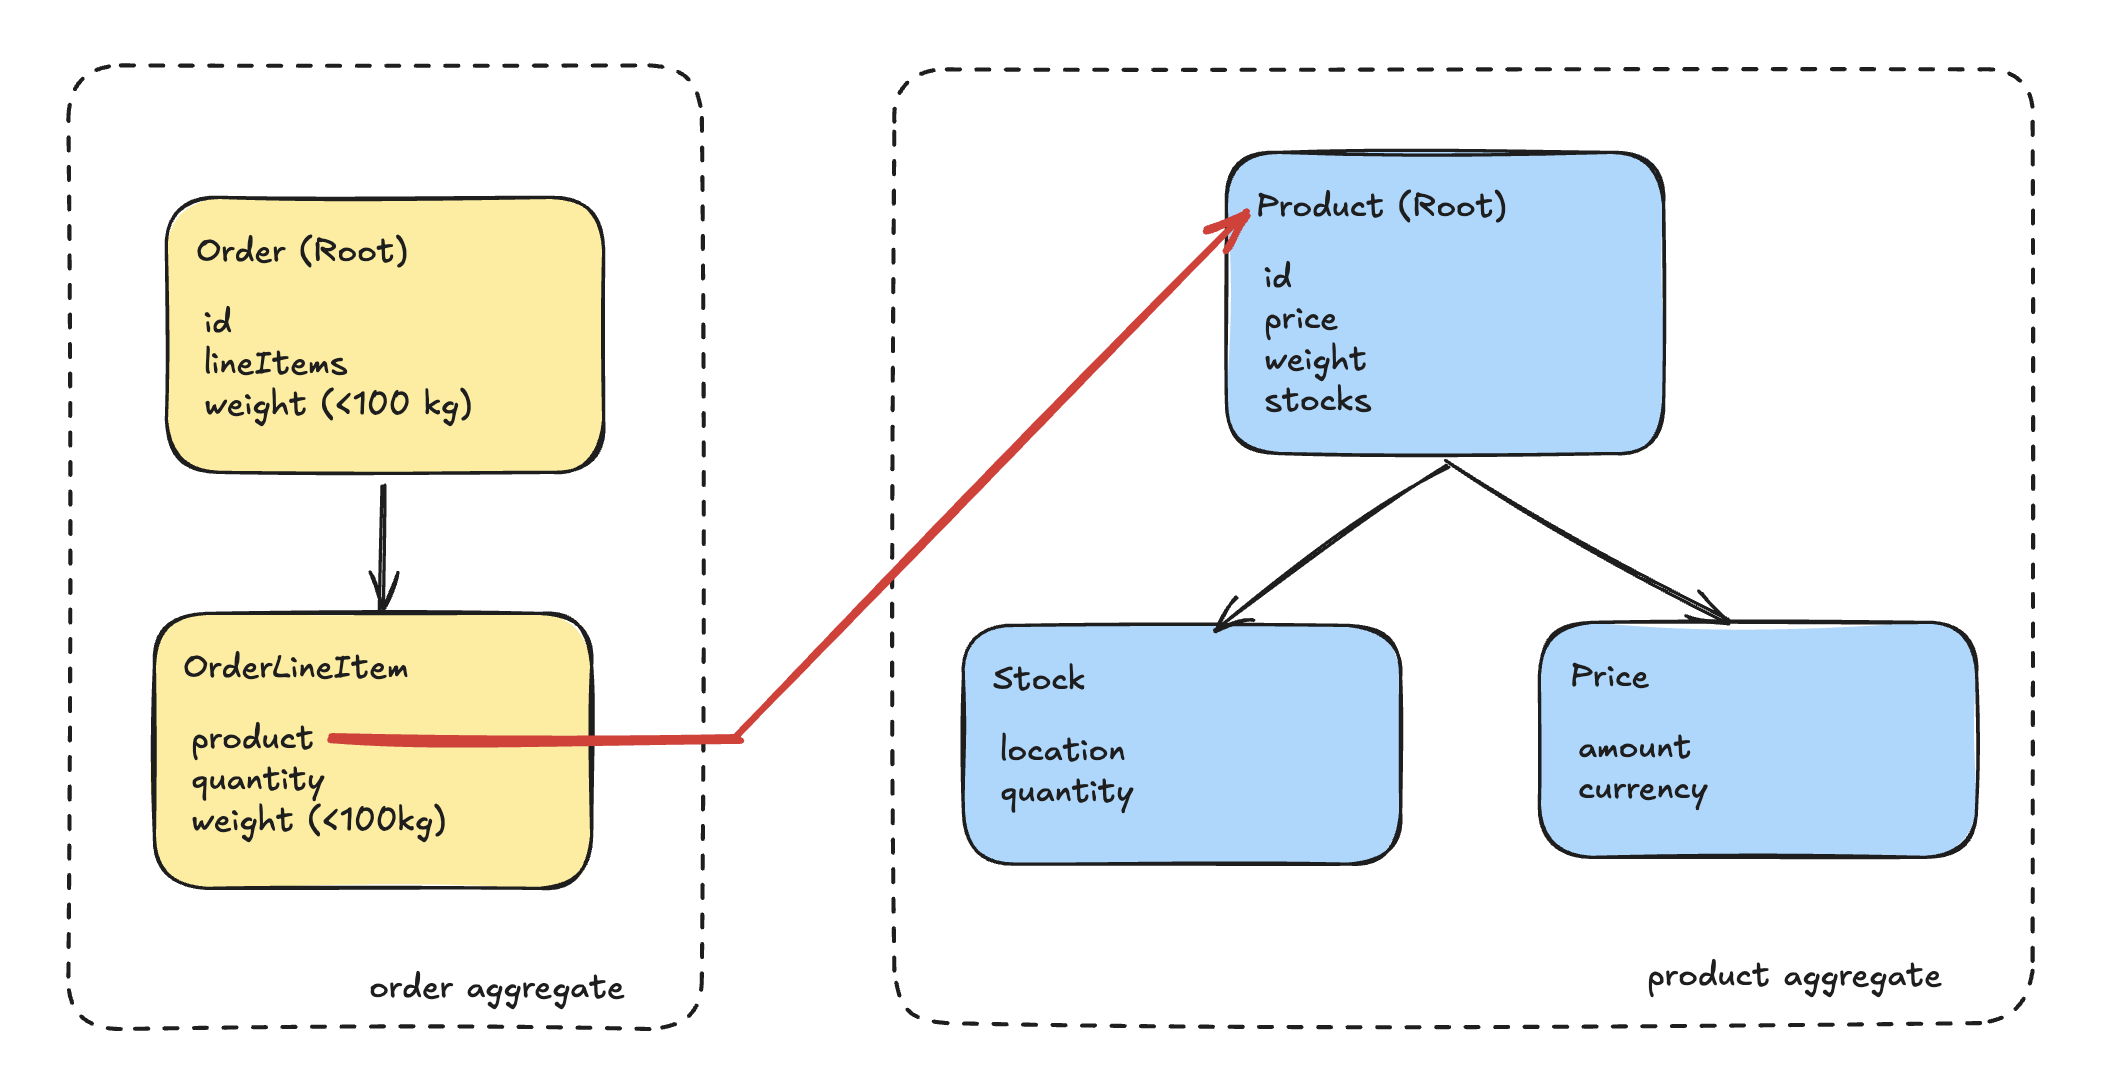 Order (Root)
id
lineItems
weight (<100 kg)
OrderLineItem
product
quantity
weight (<100kg)
order aggregate
Product (Root)
id
price
weight
stocks
Stock
location
quantity
Price
amount
currency
product aggregate